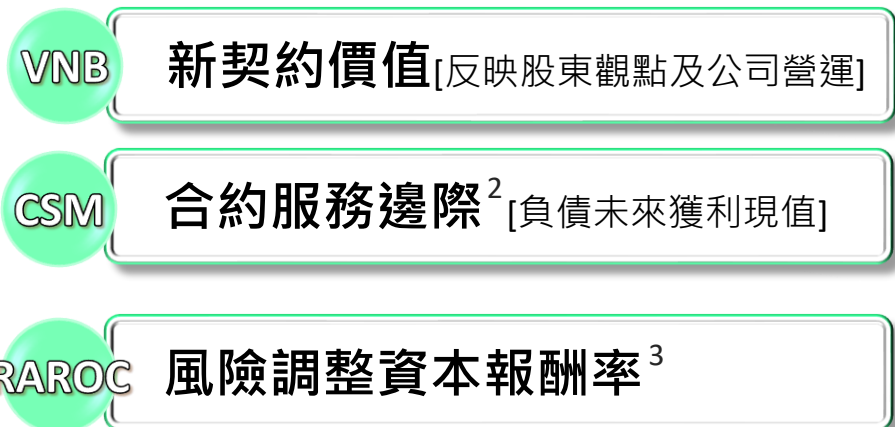 VNB 新契約價值[反映股東觀點及公司營運]
CSM 合約服務邊際2[負債未來獲利現值]
RAROC 風險調整資本報酬率3